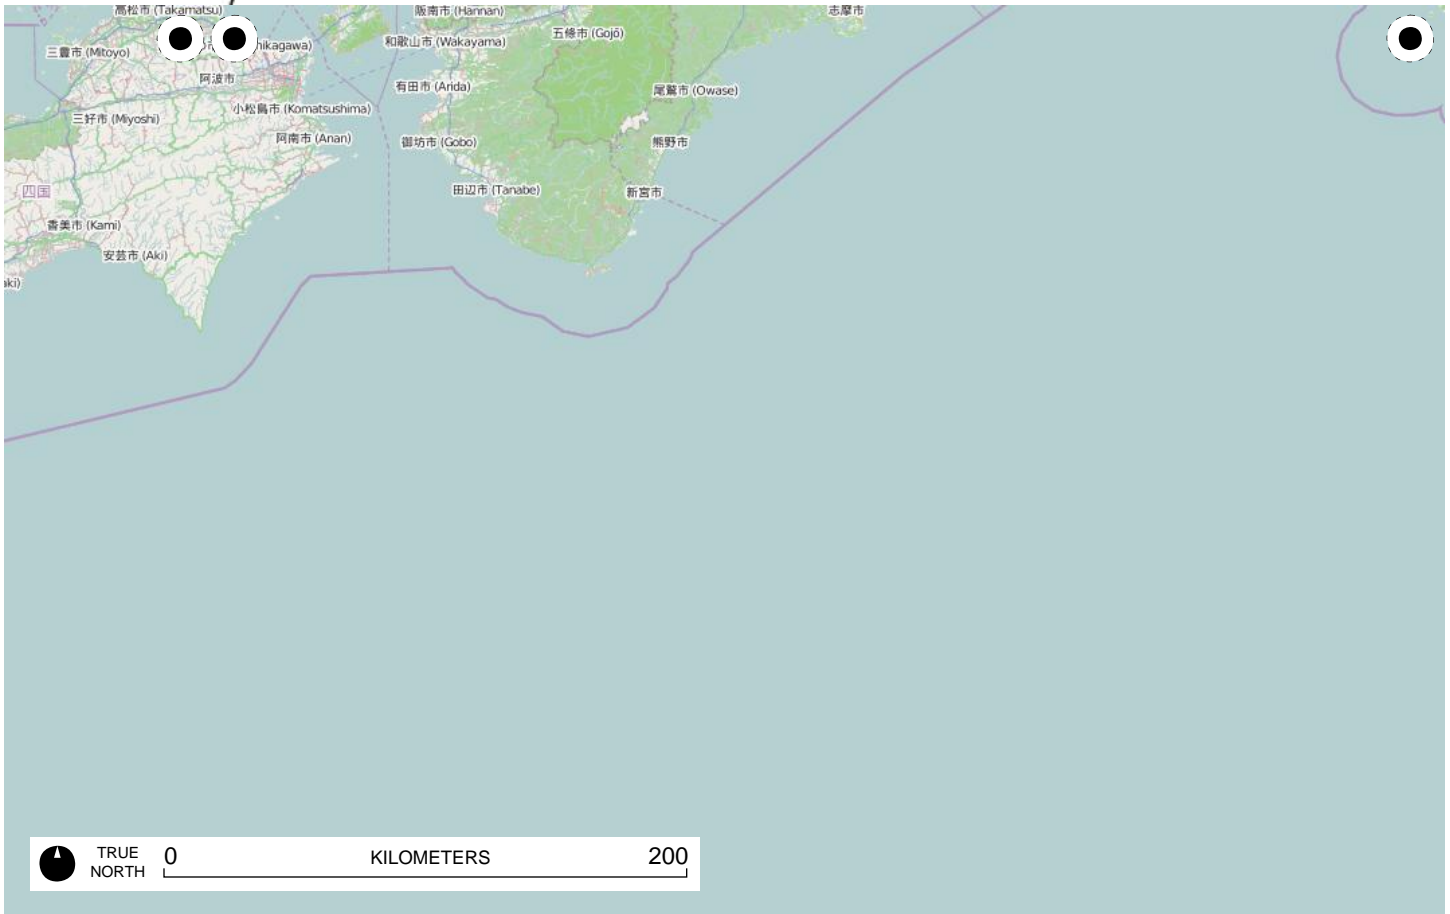 高松市 (Takamatsu)
阪南市 (Hannan)
志摩市
三豊市 (Mitoyo)
hikagawa)
和歌山市 (Wakayama)
五條市 (Gojō)
阿波市
有田市 (Arida)
尾鷲市 (Owase)
三好市 (Miyoshi)
小松島市 (Komatsushima)
阿南市 (Anan)
御坊市 (Gobo)
熊野市
四国
田辺市 (Tanabe)
新宮市
香美市 (Kami)
安芸市 (Aki)
aki)
TRUE NORTH
0 KILOMETERS 200